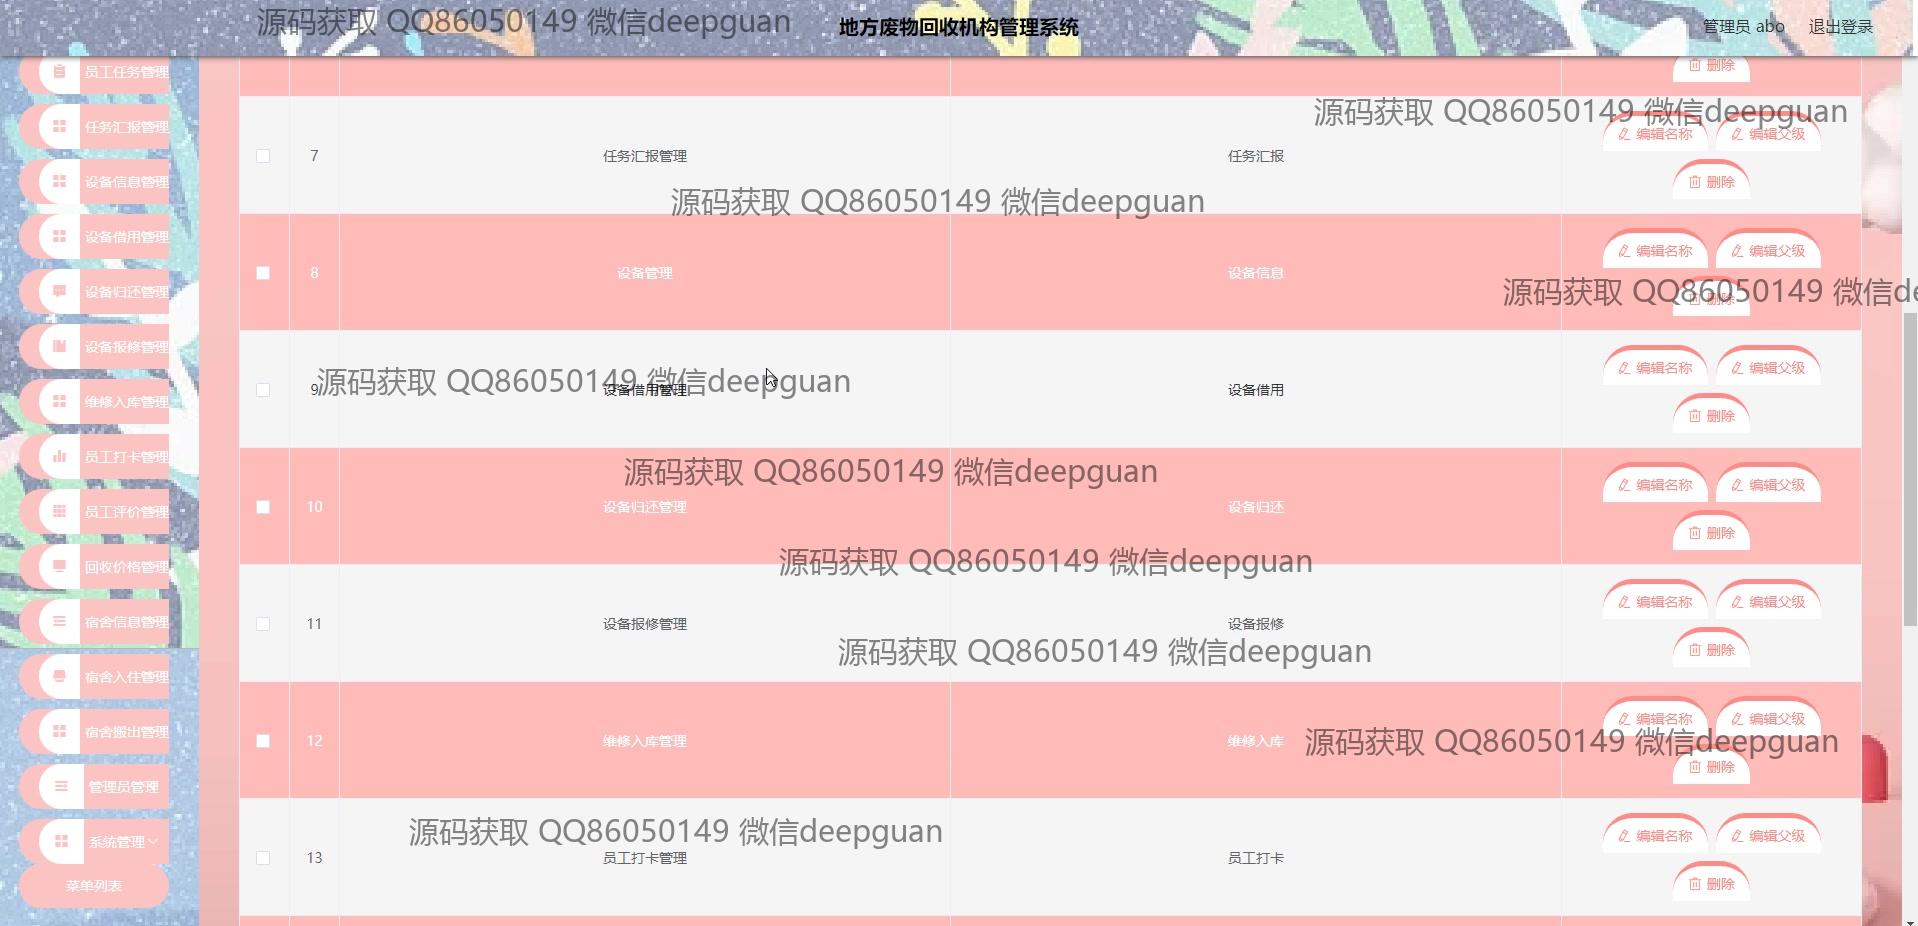 源码获取 QQ86050149 微信deepguan
地方废物回收机构管理系统
管理员 abo
退出登录
员工任务管理
任务汇报管理
设备信息管理
设备借用管理
设备归还管理
设备报修管理
维修入库管理
员工打卡管理
员工评价管理
回收价格管理
宿舍信息管理
宿舍入住管理
宿舍搬出管理
管理员管理
系统管理
菜单列表
删除
源码获取 QQ86050149 微信deepguan
7 任务汇报管理 任务汇报 编辑名称 编辑父级
删除
源码获取 QQ86050149 微信deepguan
8 设备管理 设备信息 编辑名称 编辑父级
删除
源码获取 QQ86050149 微信de
9 设备借用管理 设备借用 编辑名称 编辑父级
删除
源码获取 QQ86050149 微信deepguan
源码获取 QQ86050149 微信deepguan
10 设备归还管理 设备归还 编辑名称 编辑父级
删除
源码获取 QQ86050149 微信deepguan
11 设备报修管理 设备报修 编辑名称 编辑父级
删除
源码获取 QQ86050149 微信deepguan
12 维修入库管理 维修入库 编辑名称 编辑父级
删除
源码获取 QQ86050149 微信deepguan
源码获取 QQ86050149 微信deepguan
13 员工打卡管理 员工打卡 编辑名称 编辑父级
删除